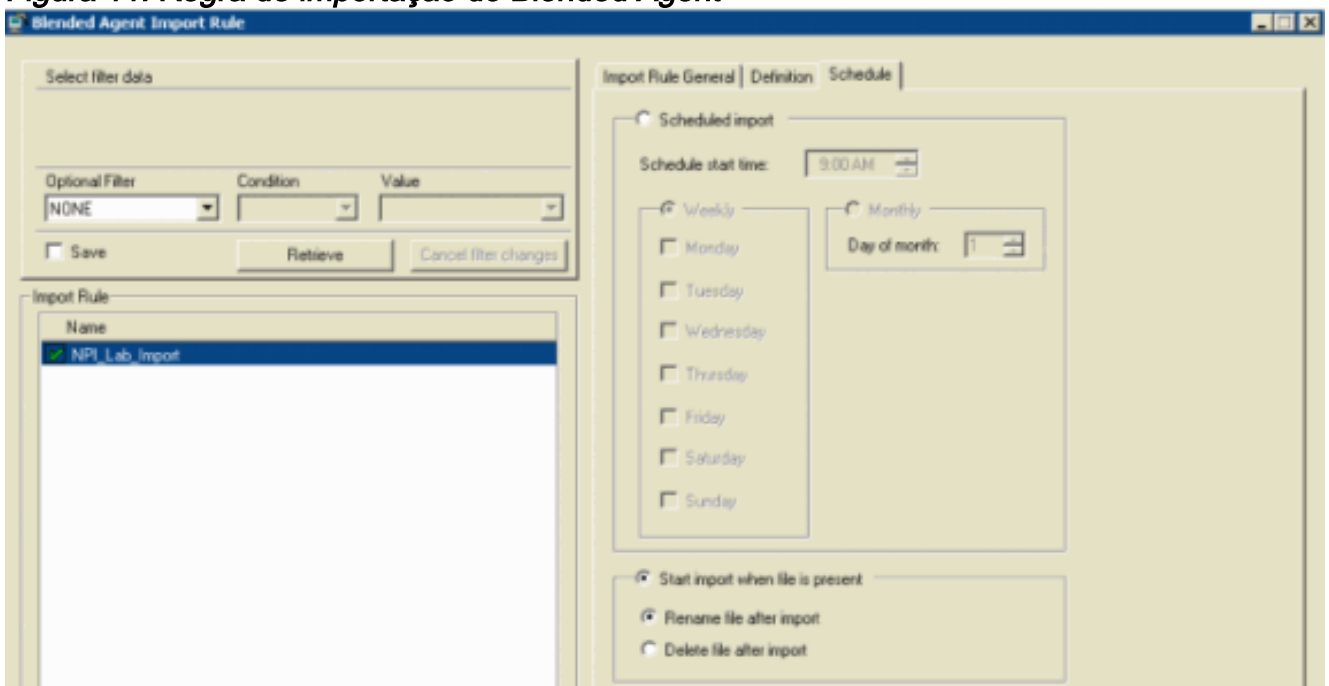 Figura 14: Regra de importação do Blended Agent
Blended Agent Import Rule
Select filter data
Optional Filter Condition Value
NONE
Save Retrieve Cancel filter changes
Import Rule
Name
NPI_Lab_Import
Import Rule General Definition Schedule
Scheduled import
Schedule start time: 9:00 AM
Weekly Monthly
Monday Day of month: 1
Tuesday
Wednesday
Thursday
Friday
Saturday
Sunday
Start import when file is present
Rename file after import
Delete file after import